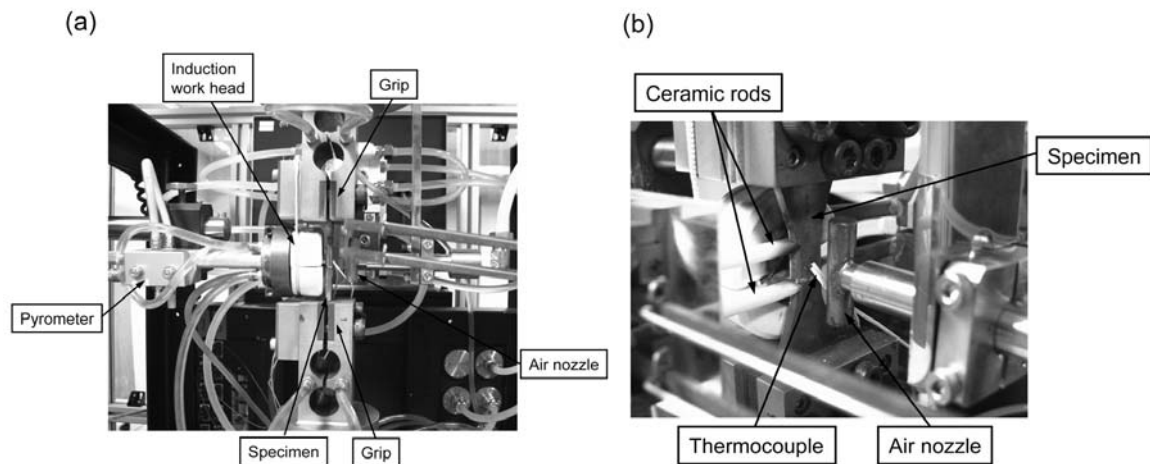 (a)
Induction
work head
Grip
Pyrometer
Air nozzle
Specimen
Grip
(b)
Ceramic rods
Specimen
Thermocouple
Air nozzle